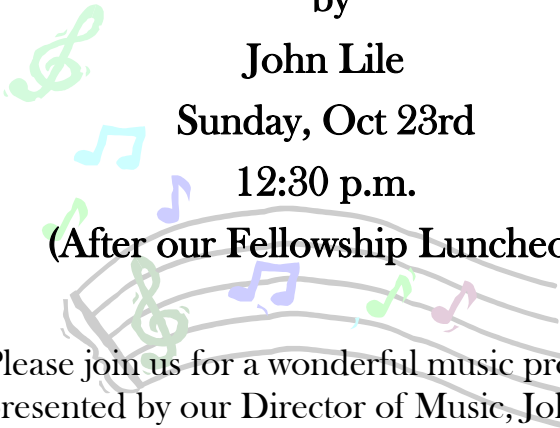 by
John Lile
Sunday, Oct 23rd
12:30 p.m.
(After our Fellowship Luncheo
Please join us for a wonderful music pro
resented by our Director of Music, Joh